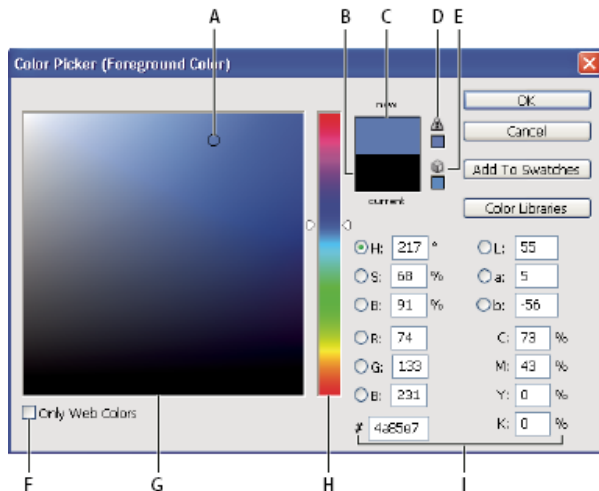 A B C D E
Color Picker (Foreground Color)
new
OK
Cancel
Add To Swatches
current
Color Libraries
H: 217 ° L: 55
S: 68 % a: 5
B: 91 % b: -56
R: 74 C: 73 %
G: 133 M: 43 %
B: 231 Y: 0 %
# 4a85e7 K: 0 %
Only Web Colors
F G H I